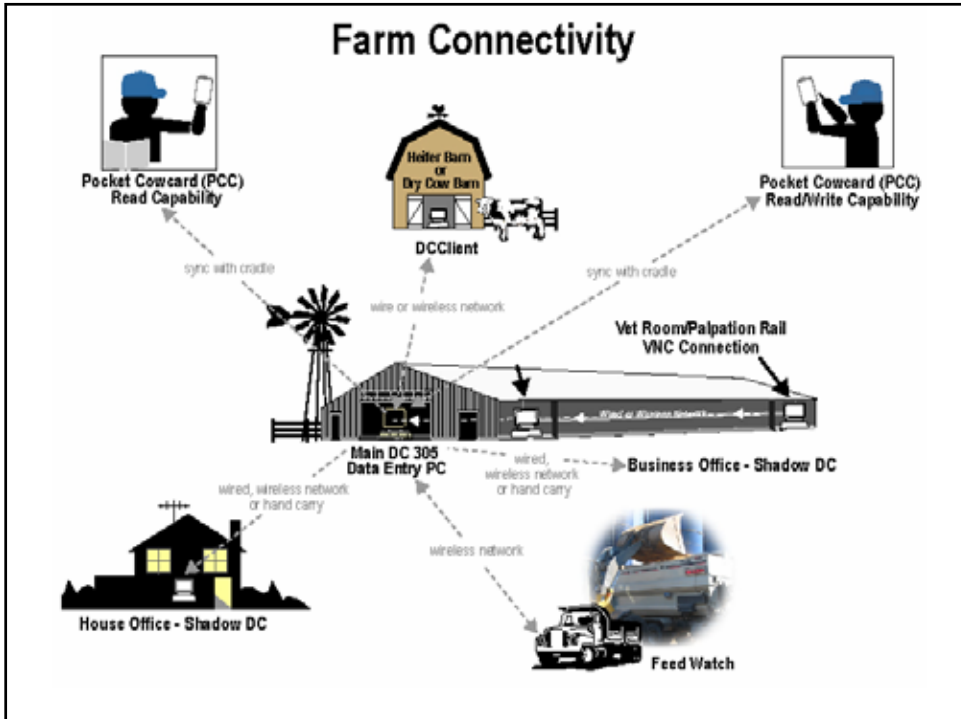 Farm Connectivity
Pocket Cowcard (PCC)
Read Capability
Heifer Barn
or
Dry Cow Barn
DCClient
Pocket Cowcard (PCC)
Read/Write Capability
sync with cradle
sync with cradle
wire or wireless network
Vet Room/Palpation Rail
VNC Connection
Wired or Wireless Network
Main DC 305
Data Entry PC
wired,
wireless network
or hand carry
Business Office - Shadow DC
wired, wireless network
or hand carry
wireless network
House Office - Shadow DC
Feed Watch